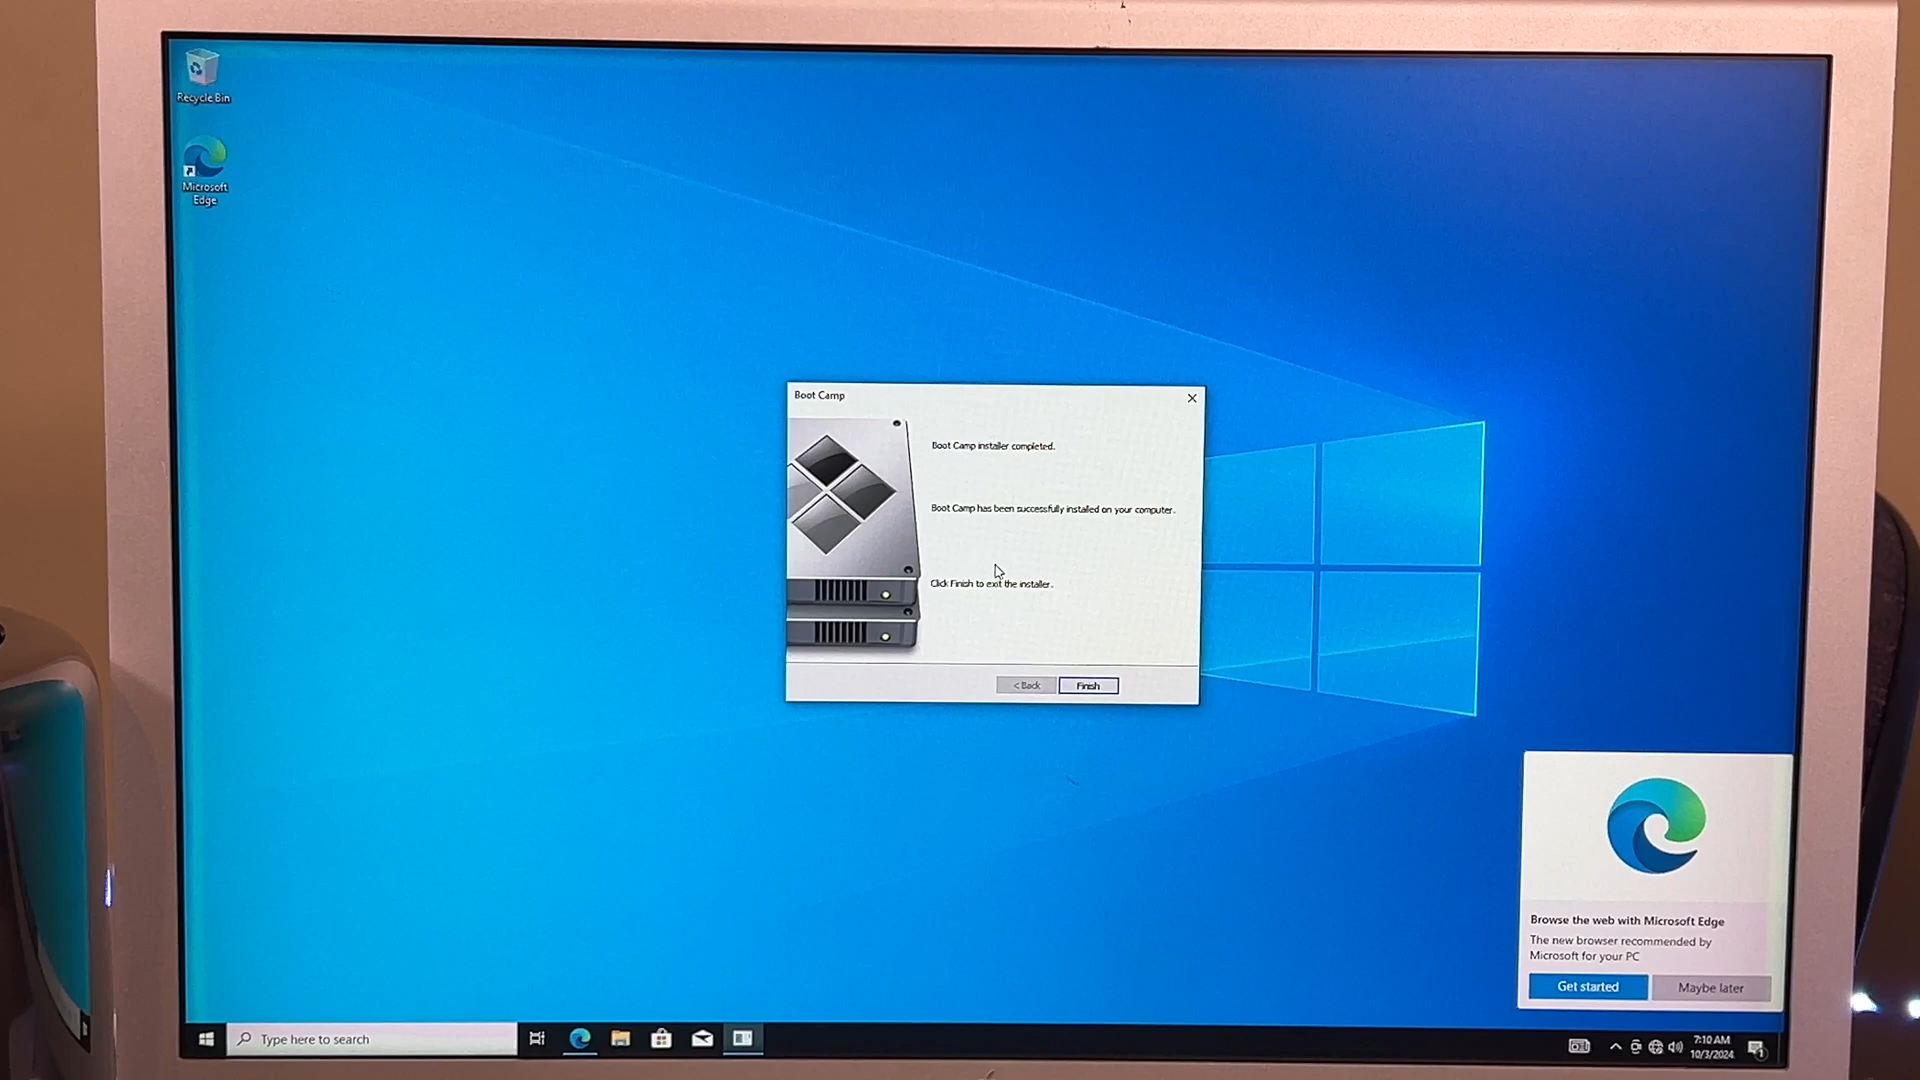 Recycle Bin
Microsoft
Edge
Boot Camp
Boot Camp installer completed.
Boot Camp has been successfully installed on your computer.
Click Finish to exit the installer.
< Back
Finish
Browse the web with Microsoft Edge
The new browser recommended by
Microsoft for your PC
Get started
Maybe later
Type here to search
7:10 AM
10/3/2024
1